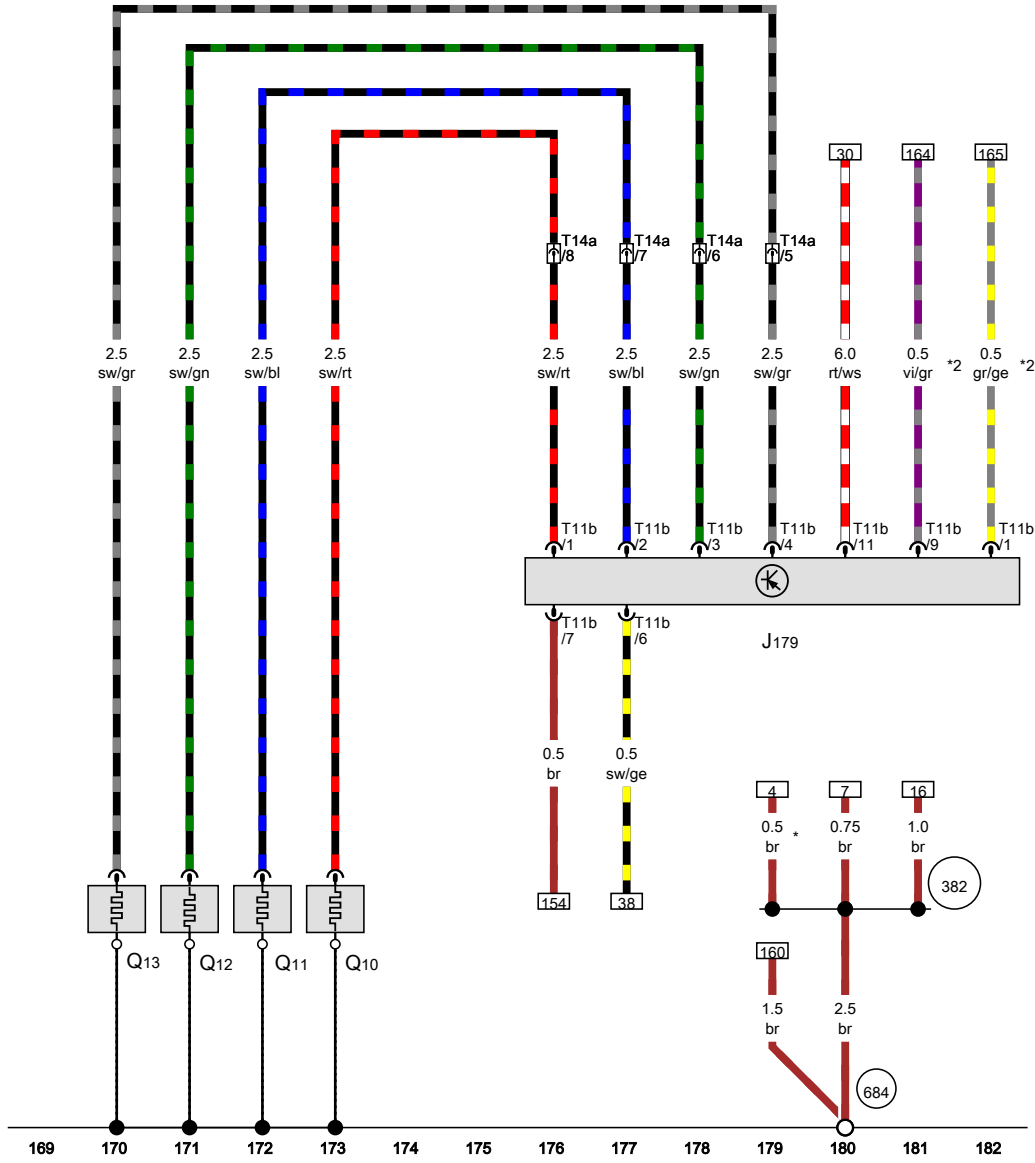 30 164 165
T14a T14a T14a T14a
/8 /7 /6 /5
2.5 2.5 2.5 2.5 2.5 2.5 2.5 2.5 6.0 0.5 0.5
sw/gr sw/gn sw/bl sw/rt sw/rt sw/bl sw/gn sw/gr rt/ws vi/gr *2 gr/ge *2
T11b T11b T11b T11b T11b T11b T11b
/1 /2 /3 /4 /11 /9 /1
T11b T11b
/7 /6
J179
0.5 0.5
br sw/ge
4 7 16
0.5 0.75 1.0
br * br br
382
154 38
160
Q13 Q12 Q11 Q10
1.5 2.5
br br
684
169 170 171 172 173 174 175 176 177 178 179 180 181 182